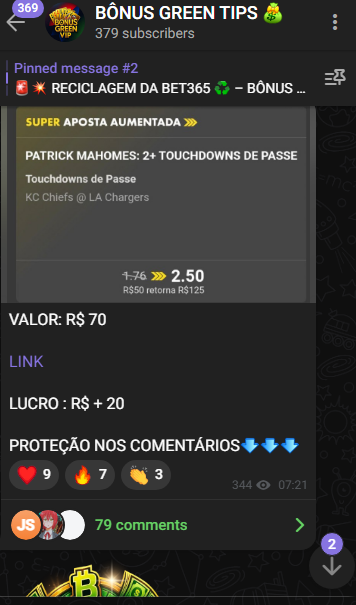 369
BÔNUS GREEN TIPS 💰
379 subscribers
BÔNUS
GREEN
VIP
Pinned message #2
🚨💥 RECICLAGEM DA BET365 ♻️ – BÔNUS ...
SUPER APOSTA AUMENTADA
PATRICK MAHOMES: 2+ TOUCHDOWNS DE PASSE
Touchdowns de Passe
KC Chiefs @ LA Chargers
1.76 2.50
R$50 retorna R$125
VALOR: R$ 70
LINK
LUCRO : R$ + 20
PROTEÇÃO NOS COMENTÁRIOS⬇️⬇️⬇️
❤️ 9 🔥 7 👏 3
344 07:21
JS
79 comments
2